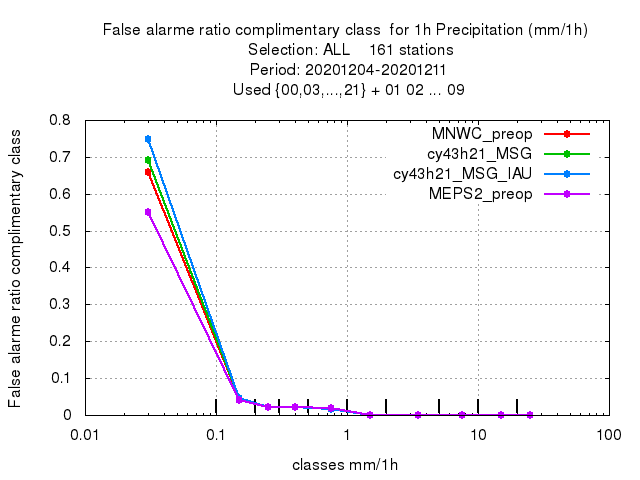 False alarme ratio complimentary class  for 1h Precipitation (mm/1h)
Selection: ALL    161 stations
Period: 20201204-20201211
Used {00,03,...,21} + 01 02 ... 09
False alarme ratio complimentary class
0.8
0.7
0.6
0.5
0.4
0.3
0.2
0.1
0
MNWC_preop
cy43h21_MSG
cy43h21_MSG_IAU
MEPS2_preop
0.01 0.1 1 10 100
classes mm/1h